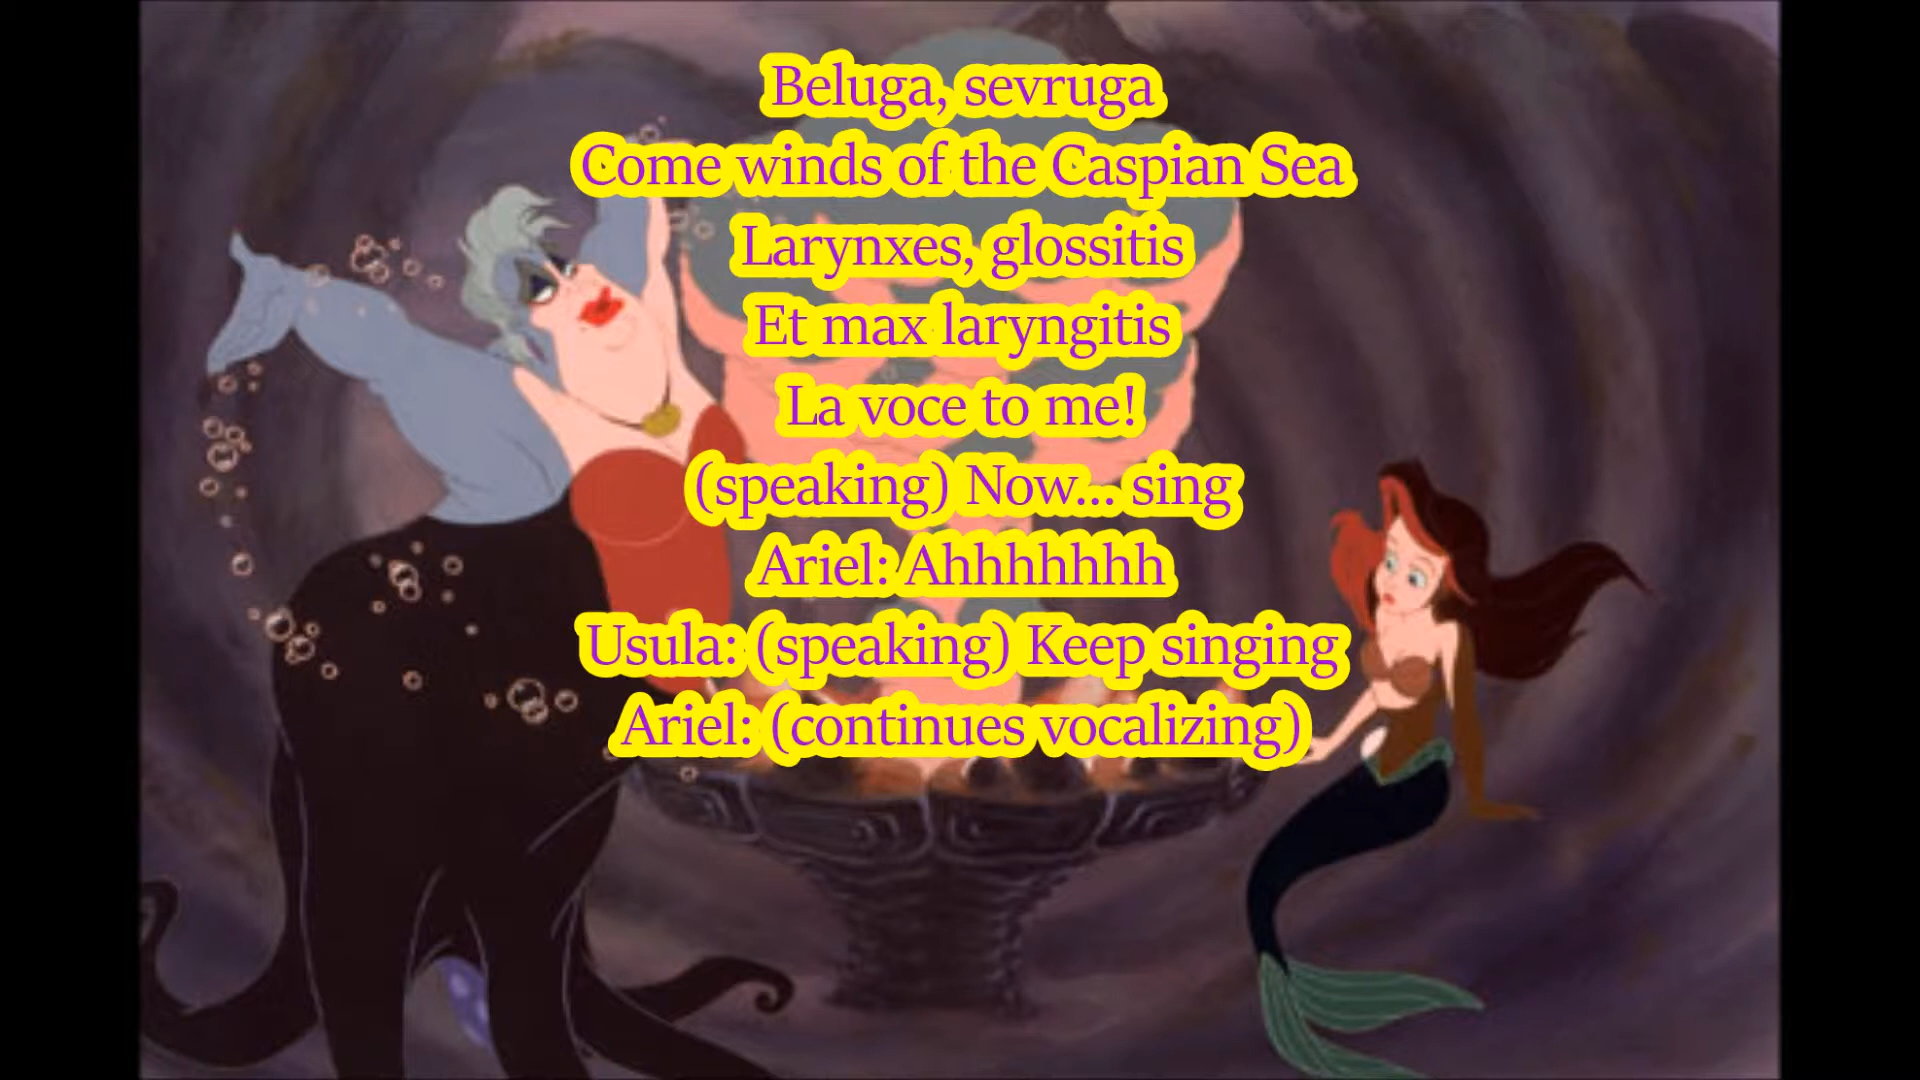 Beluga, sevruga
Come winds of the Caspian Sea
Larynxes, glossitis
Et max laryngitis
La voce to me!
(speaking) Now... sing
Ariel: Ahhhhhhh
Usula: (speaking) Keep singing
Ariel: (continues vocalizing)